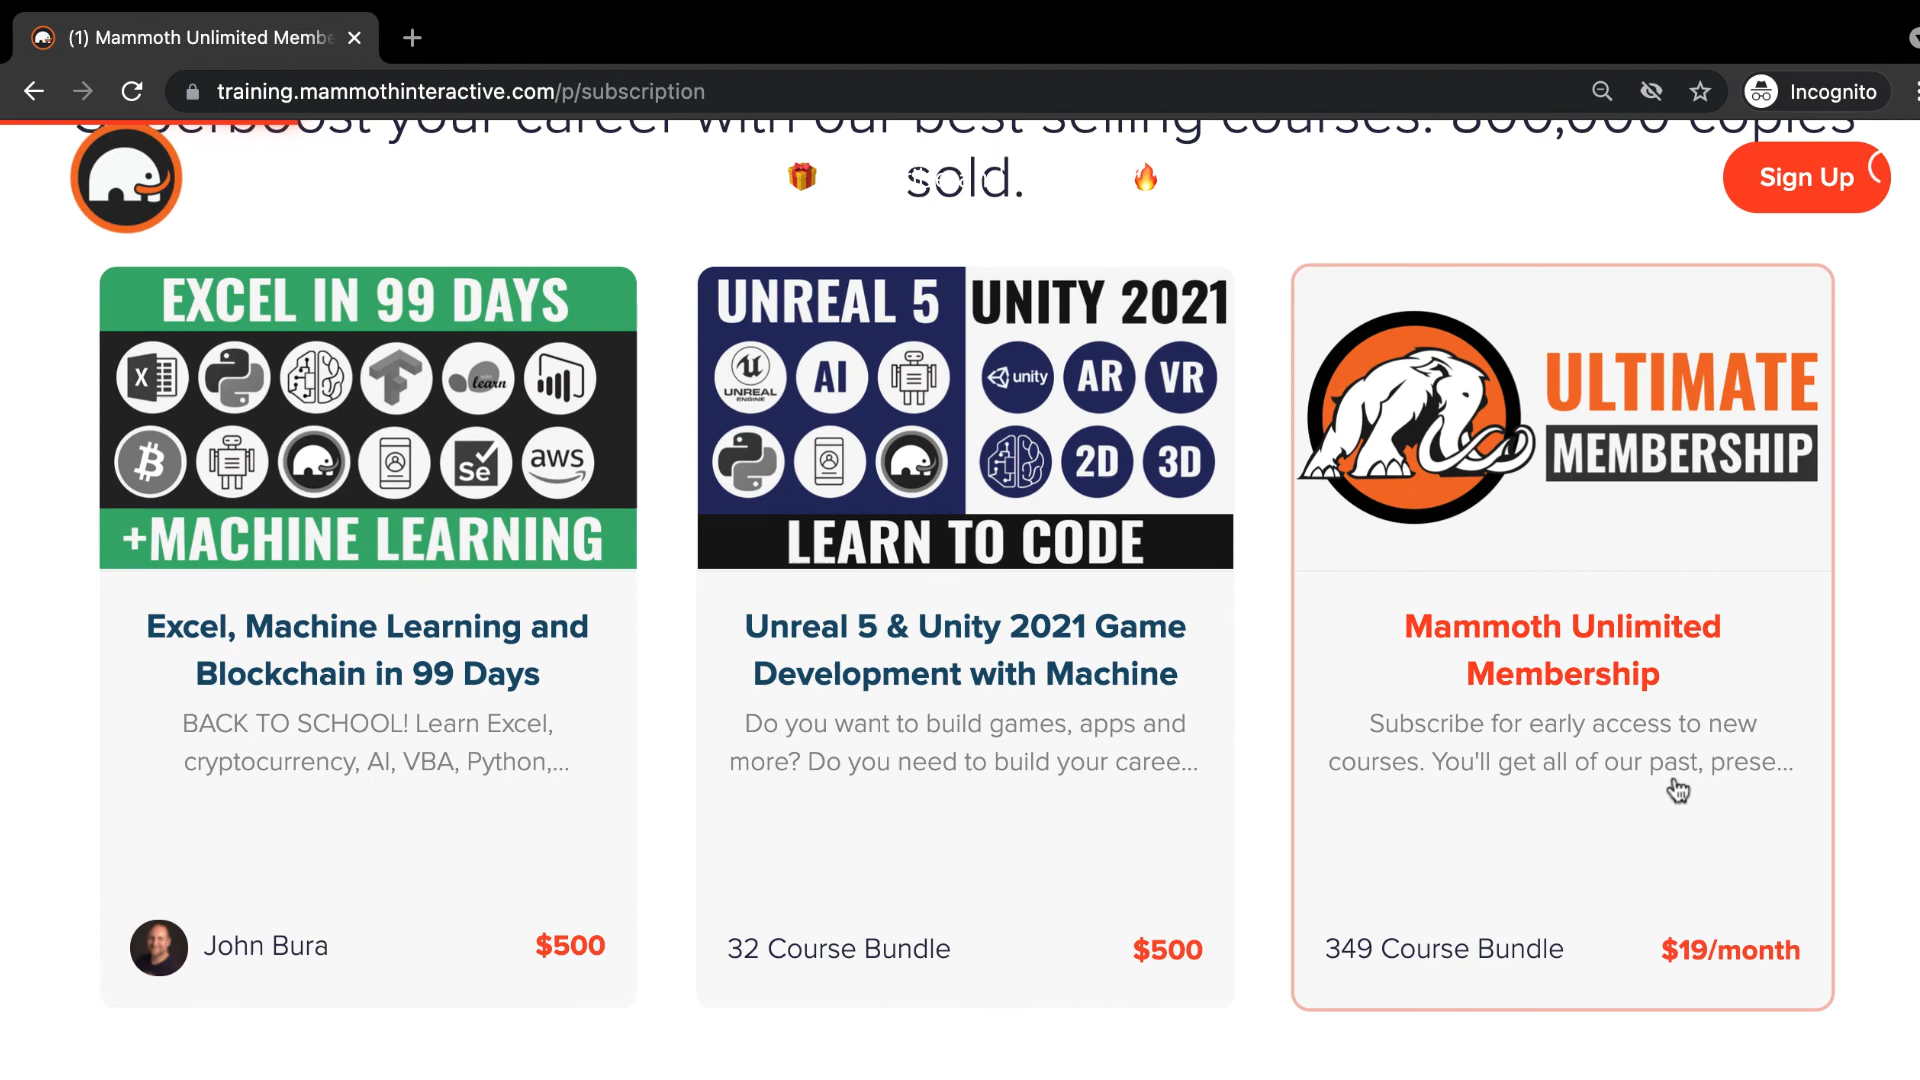 (1) Mammoth Unlimited Membe
training.mammothinteractive.com/p/subscription
Incognito
your career with our best selling courses. 800,000 copies
sold.
Sign Up
EXCEL IN 99 DAYS
X
learn
Se
aws
+MACHINE LEARNING
UNREAL 5
UNITY 2021
UNREAL
ENGINE
AI
unity
AR
VR
2D
3D
LEARN TO CODE
ULTIMATE
MEMBERSHIP
Excel, Machine Learning and
Blockchain in 99 Days
BACK TO SCHOOL! Learn Excel,
cryptocurrency, AI, VBA, Python,...
John Bura
$500
Unreal 5 & Unity 2021 Game
Development with Machine
Do you want to build games, apps and
more? Do you need to build your caree...
32 Course Bundle
$500
Mammoth Unlimited
Membership
Subscribe for early access to new
courses. You'll get all of our past, prese...
349 Course Bundle
$19/month